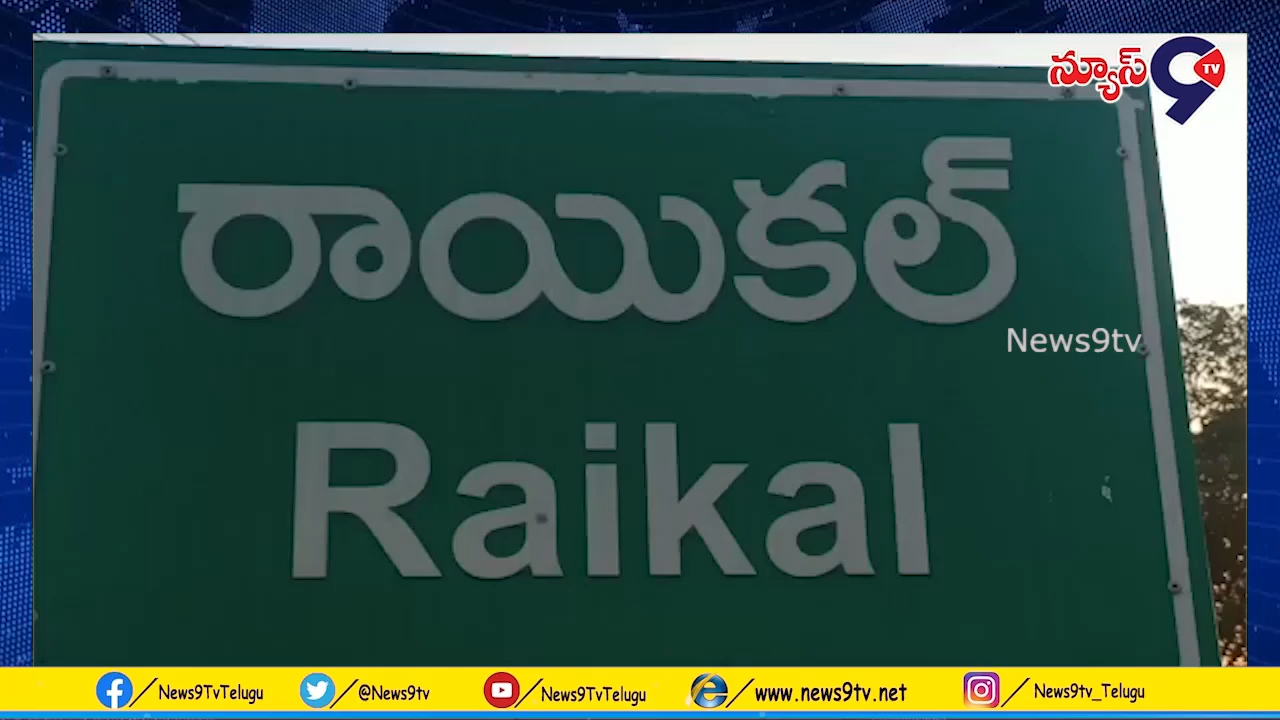 న్యూస్ 9 TV
రాయికల్
News9tv
Raikal
News9TvTelugu @News9tv News9TvTelugu www.news9tv.net News9tv_Telugu